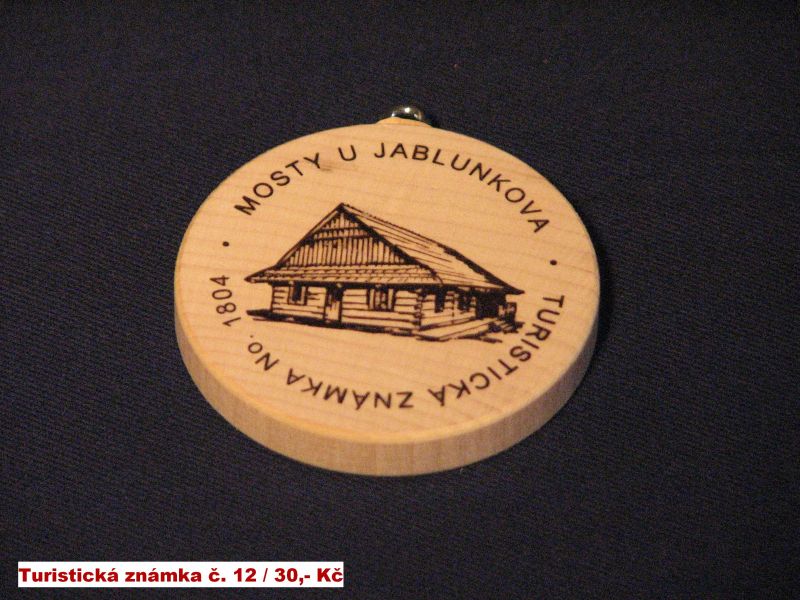 MOSTY U JABLUNKOVA
• TURISTICKÁ ZNÁMKA No. 1804 •
Turistická známka č. 12 / 30,- Kč